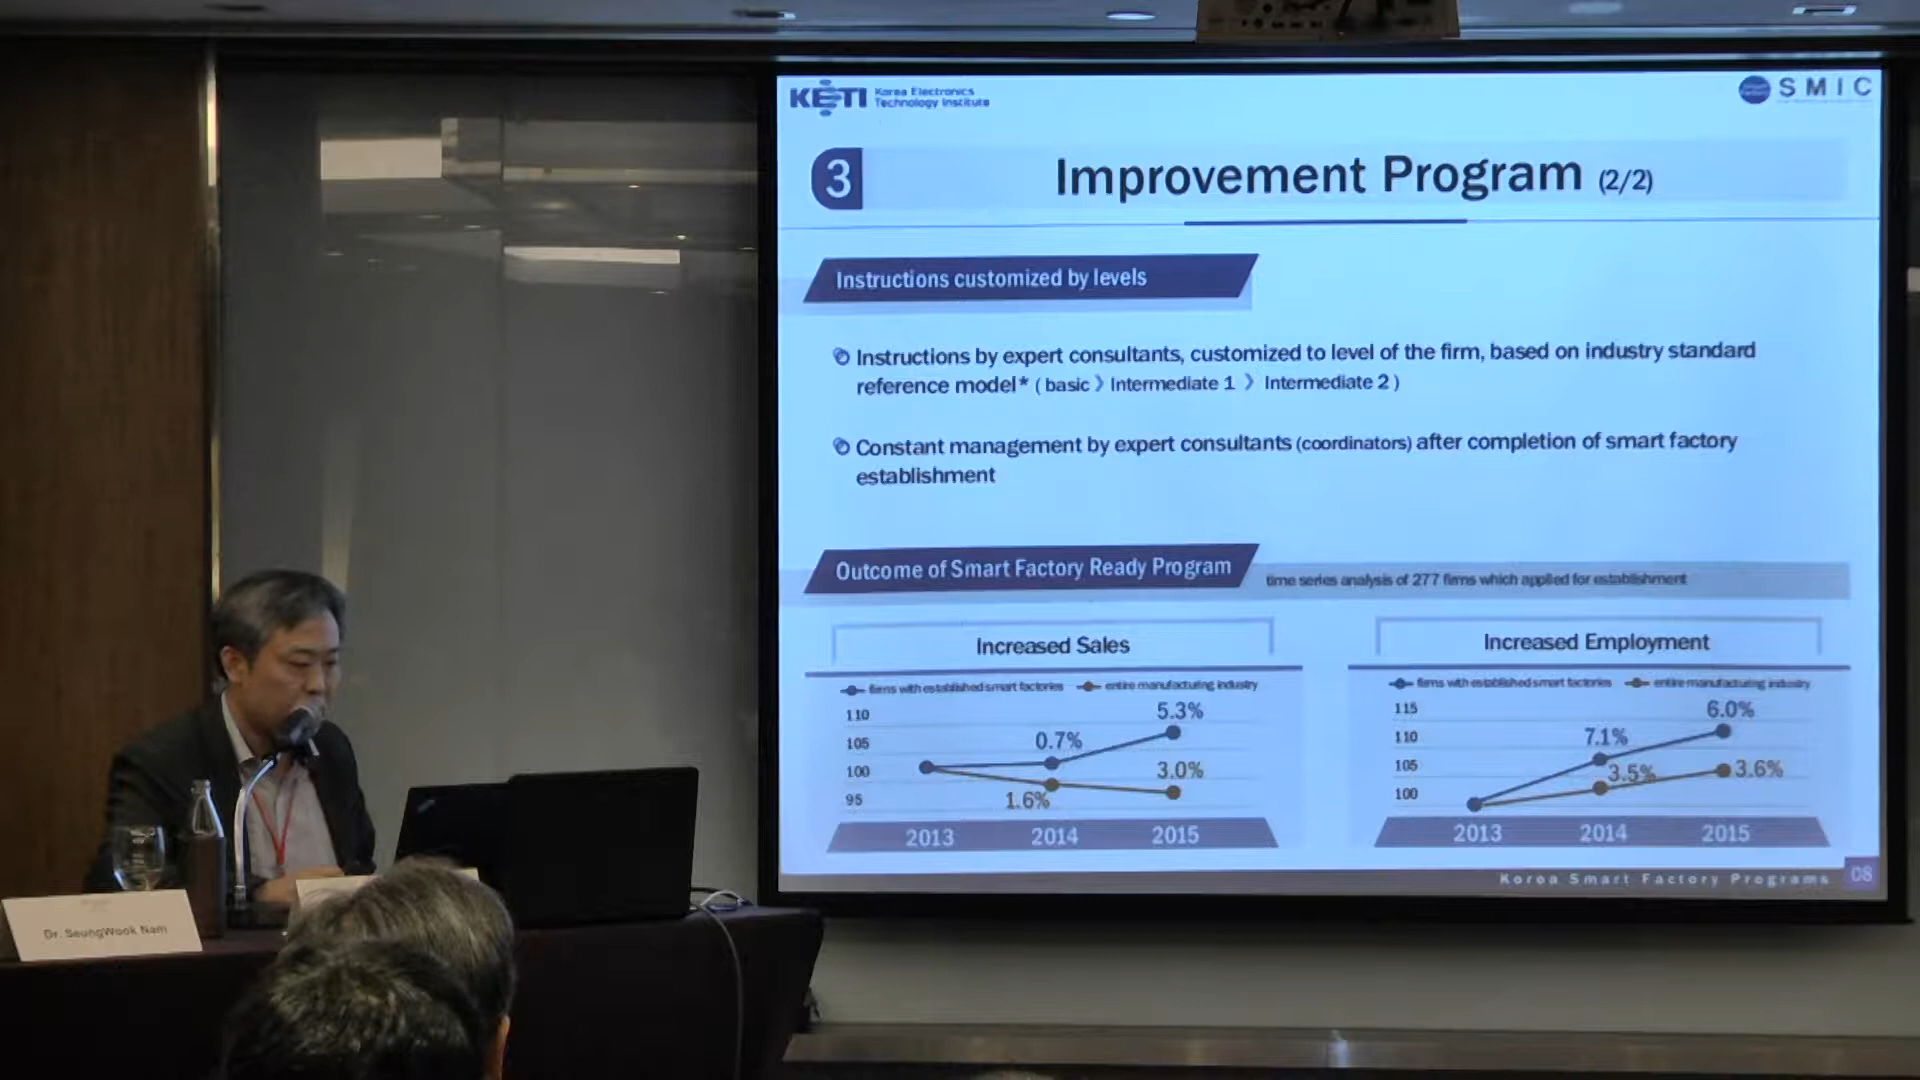 KETI Korea Electronics
Technology Institute
SMIC
3
Improvement Program (2/2)
Instructions customized by levels
Instructions by expert consultants, customized to level of the firm, based on industry standard
reference model* ( basic 〉 Intermediate 1 〉 Intermediate 2 )
Constant management by expert consultants (coordinators) after completion of smart factory
establishment
Outcome of Smart Factory Ready Program
time series analysis of 277 firms which applied for establishment
Increased Sales
firms with established smart factories entire manufacturing industry
110
105
100
95
0.7%
5.3%
1.6%
3.0%
2013 2014 2015
Increased Employment
firms with established smart factories entire manufacturing industry
115
110
105
100
7.1%
6.0%
3.5%
3.6%
2013 2014 2015
Korea Smart Factory Programs 08
Dr. SeungWook Nam